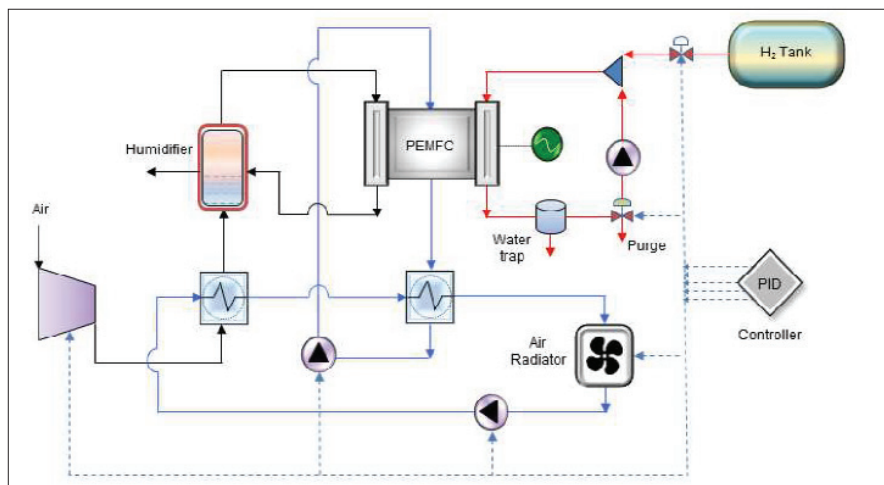 H₂ Tank
Humidifier
PEMFC
Air
Water
trap
Purge
PID
Controller
Air
Radiator